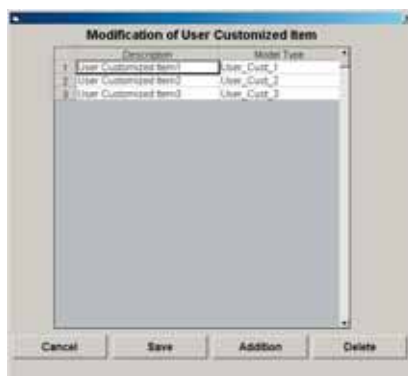 Modification of User Customized Item
Description Model Type
1 User Customized Item1 User_Cust_1
2 User Customized Item2 User_Cust_2
3 User Customized Item3 User_Cust_3
Cancel Save Addition Delete